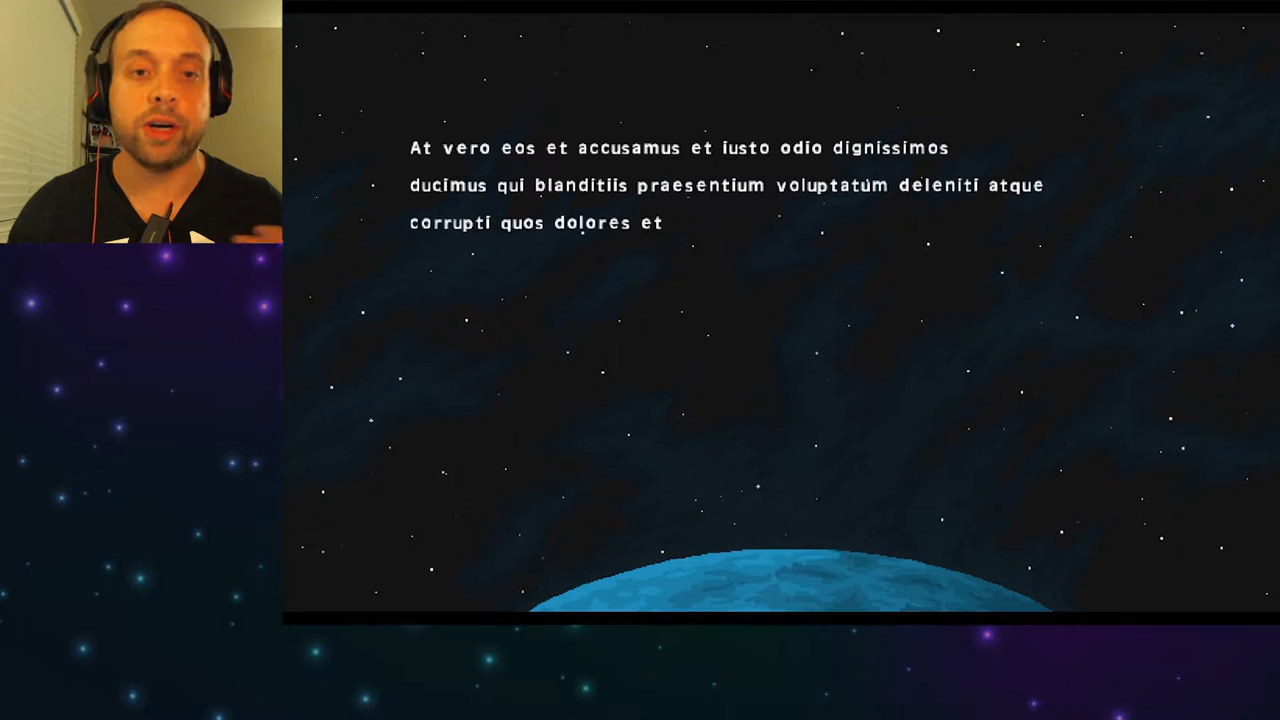 At vero eos et accusamus et iusto odio dignissimos
ducimus qui blanditiis praesentium voluptatum deleniti atque
corrupti quos dolores et